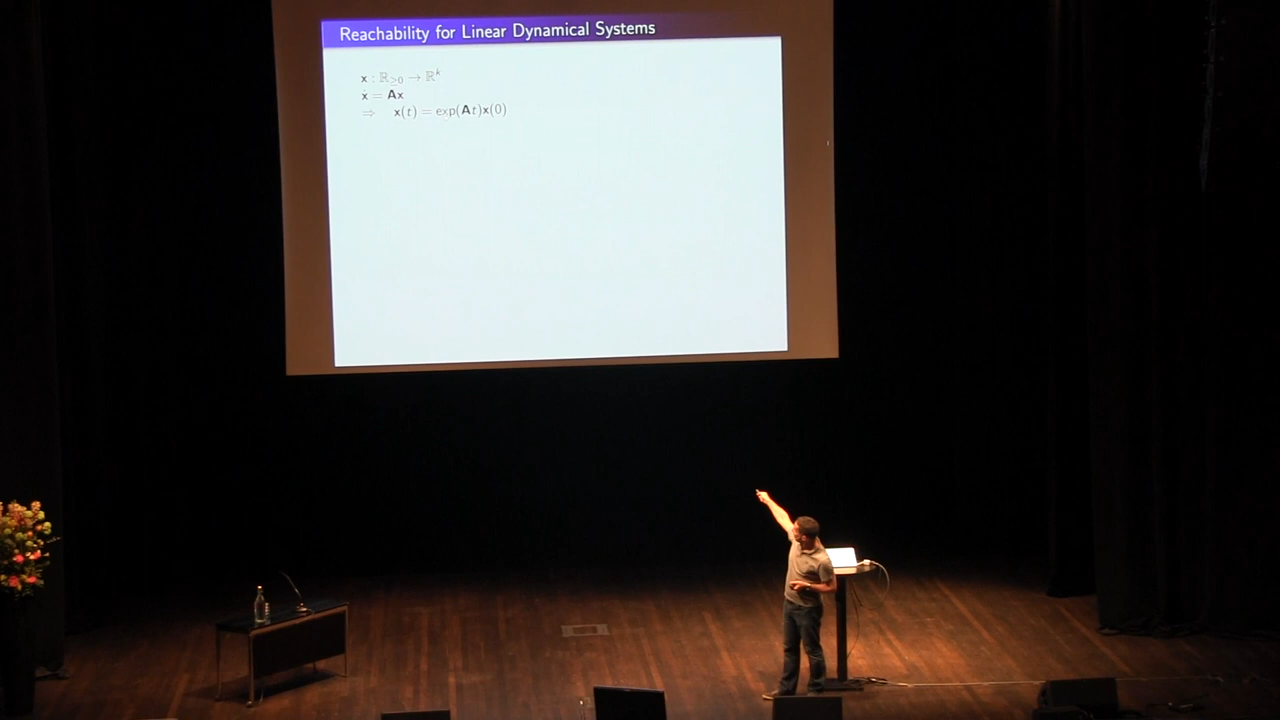 Reachability for Linear Dynamical Systems
x : ℝ≥0 → ℝᵏ
ẋ = Ax
⇒ x(t) = exp(At)x(0)